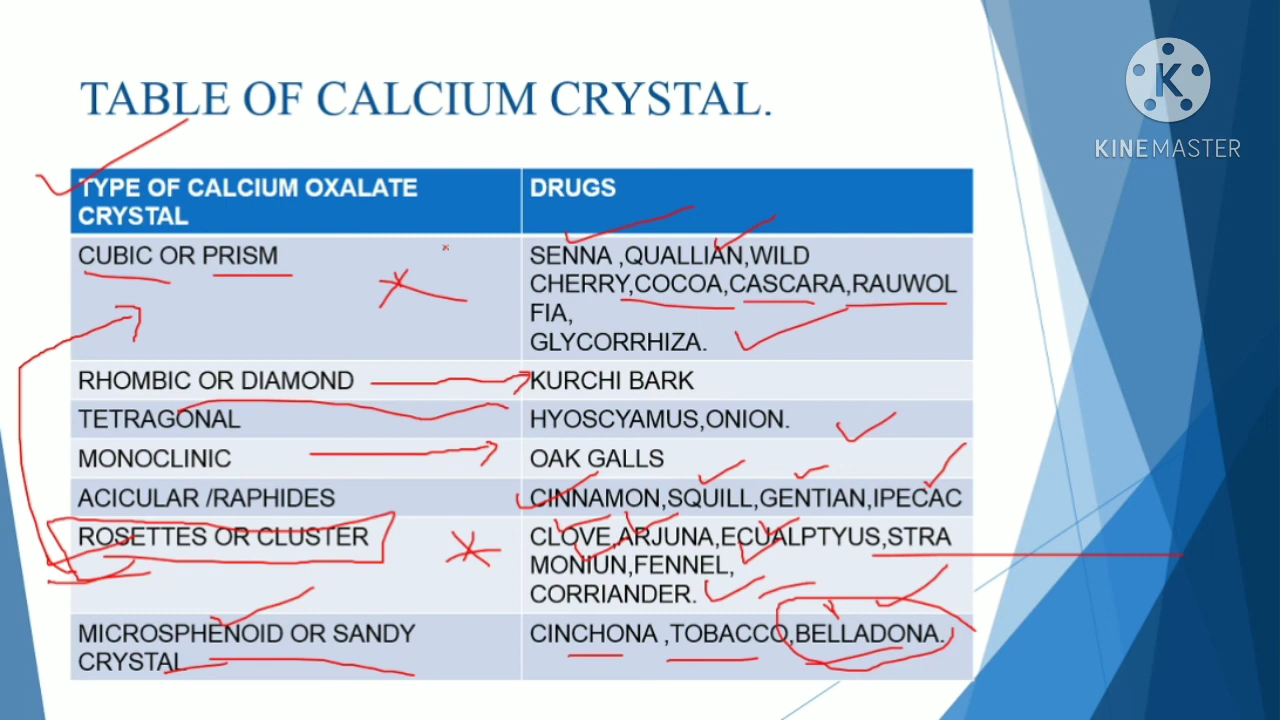 TABLE OF CALCIUM CRYSTAL.
K
KINEMASTER
TYPE OF CALCIUM OXALATE
CRYSTAL
DRUGS
CUBIC OR PRISM
SENNA ,QUALLIAN,WILD
CHERRY,COCOA,CASCARA,RAUWOL
FIA,
GLYCORRHIZA.
RHOMBIC OR DIAMOND
KURCHI BARK
TETRAGONAL
HYOSCYAMUS,ONION.
MONOCLINIC
OAK GALLS
ACICULAR /RAPHIDES
CINNAMON,SQUILL,GENTIAN,IPECAC
ROSETTES OR CLUSTER
CLOVE,ARJUNA,ECUALPTYUS,STRA
MONIUN,FENNEL,
CORRIANDER.
MICROSPHENOID OR SANDY
CRYSTAL
CINCHONA ,TOBACCO,BELLADONA.